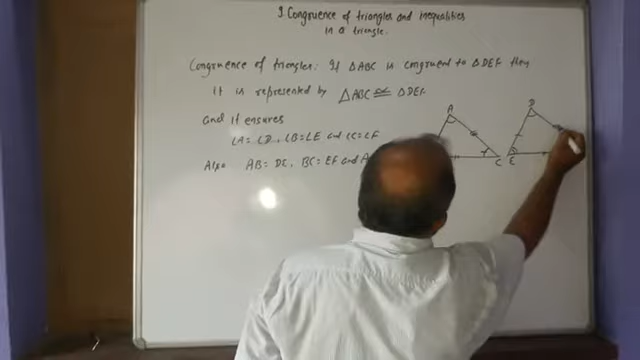 9. Congruence of triangles and inequalities
in a triangle.
Congruence of triangles: If △ABC is congruent to △DEF then
it is represented by △ABC ≅ △DEF
and it ensures
∠A = ∠D, ∠B = ∠E and ∠C = ∠F
Also AB = DE, BC = EF and A
A
D
C
E